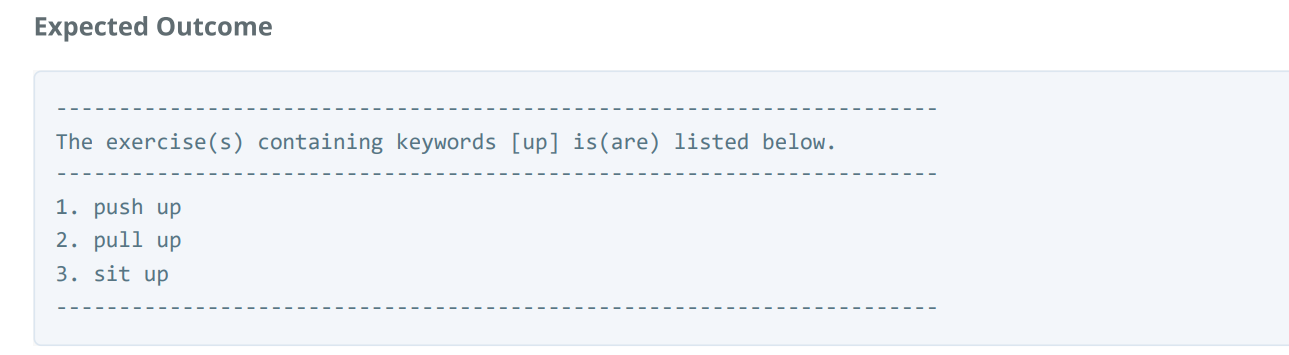 Expected Outcome
----------------------------------------------------------------------
The exercise(s) containing keywords [up] is(are) listed below.
----------------------------------------------------------------------
1. push up
2. pull up
3. sit up
----------------------------------------------------------------------